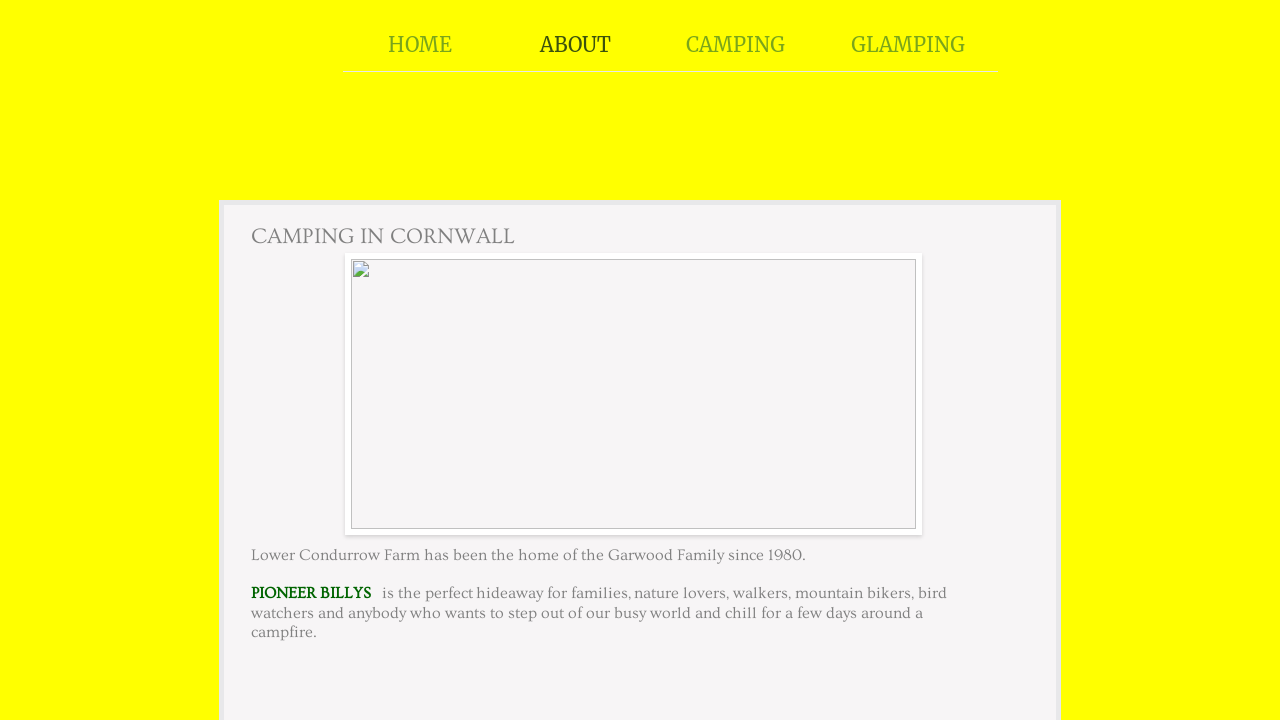 HOME ABOUT CAMPING GLAMPING
CAMPING IN CORNWALL
Lower Condurrow Farm has been the home of the Garwood Family since 1980.
PIONEER BILLYS is the perfect hideaway for families, nature lovers, walkers, mountain bikers, bird
watchers and anybody who wants to step out of our busy world and chill for a few days around a
campfire.